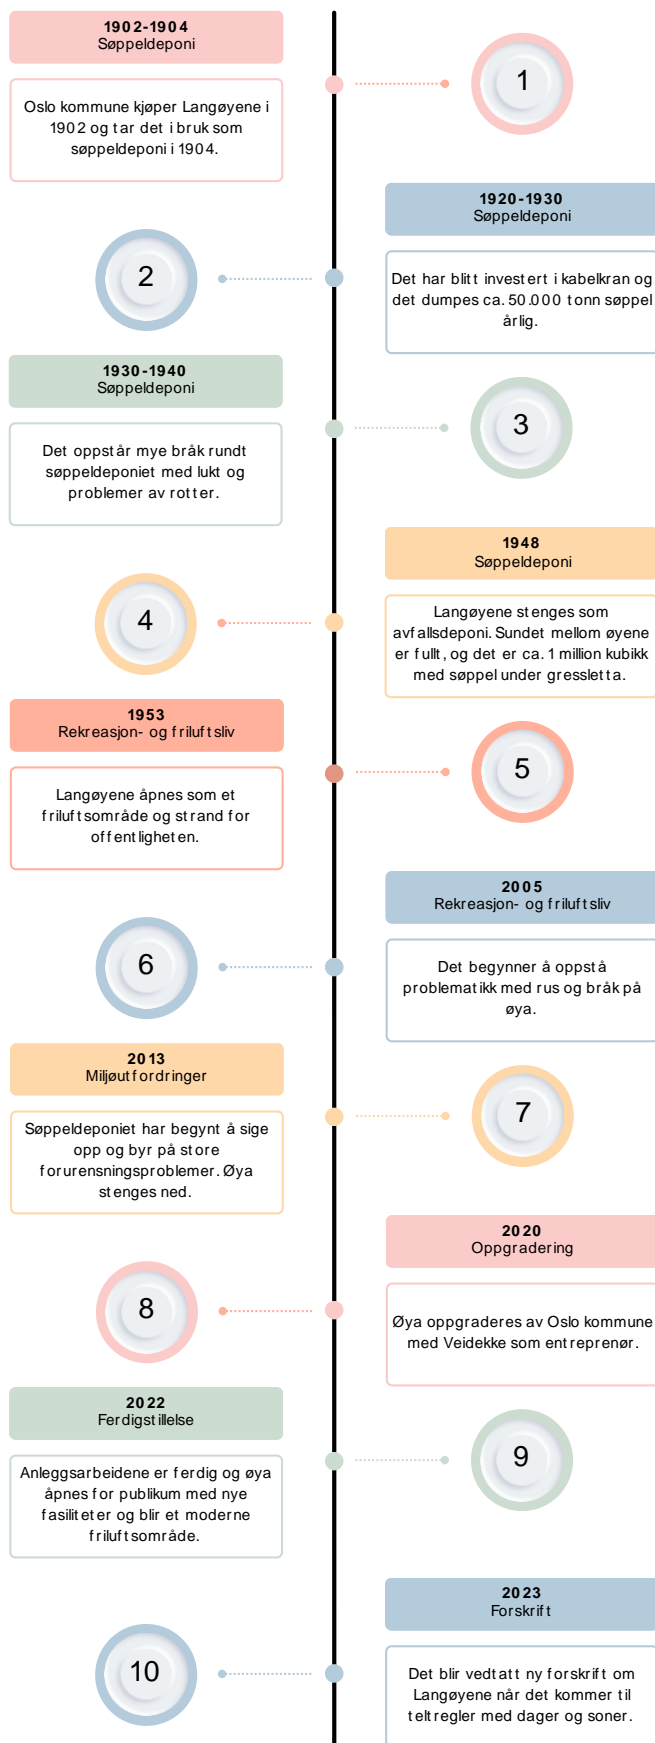 1902-1904
Søppeldeponi
Oslo kommune kjøper Langøyene i
1902 og tar det i bruk som
søppeldeponi i 1904.
1
1920-1930
Søppeldeponi
Det har blitt investert i kabelkran og
det dumpes ca. 50.000 tonn søppel
årlig.
2
1930-1940
Søppeldeponi
Det oppstår mye bråk rundt
søppeldeponiet med lukt og
problemer av rotter.
3
1948
Søppeldeponi
Langøyene stenges som
avfallsdeponi. Sundet mellom øyene
er fullt, og det er ca. 1 million kubikk
med søppel under gressletta.
4
1953
Rekreasjon- og friluftsliv
Langøyene åpnes som et
friluftsområde og strand for
offentligheten.
5
2005
Rekreasjon- og friluftsliv
Det begynner å oppstå
problematikk med rus og bråk på
øya.
6
2013
Miljøutfordringer
Søppeldeponiet har begynt å sige
opp og byr på store
forurensningsproblemer. Øya
stenges ned.
7
2020
Oppgradering
Øya oppgraderes av Oslo kommune
med Veidekke som entreprenør.
8
2022
Ferdigstillelse
Anleggsarbeidene er ferdig og øya
åpnes for publikum med nye
fasiliteter og blir et moderne
friluftsområde.
9
2023
Forskrift
Det blir vedtatt ny forskrift om
Langøyene når det kommer til
teltregler med dager og soner.
10